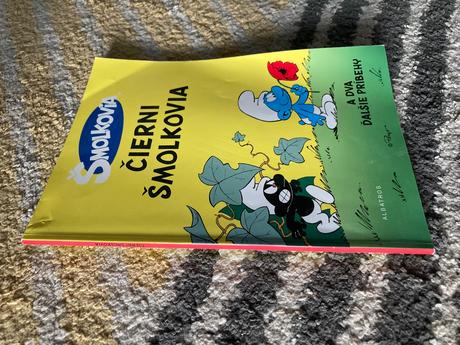 ŠMOLKOVIA
ČIERNI
ŠMOLKOVIA
A DVA
ĎALŠIE PRÍBEHY
ALBATROS